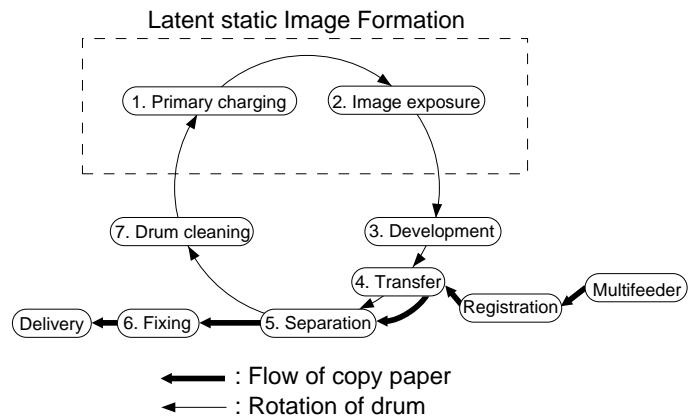 Latent static Image Formation
1. Primary charging
2. Image exposure
7. Drum cleaning
3. Development
4. Transfer
Multifeeder
Registration
Delivery
6. Fixing
5. Separation
: Flow of copy paper
: Rotation of drum